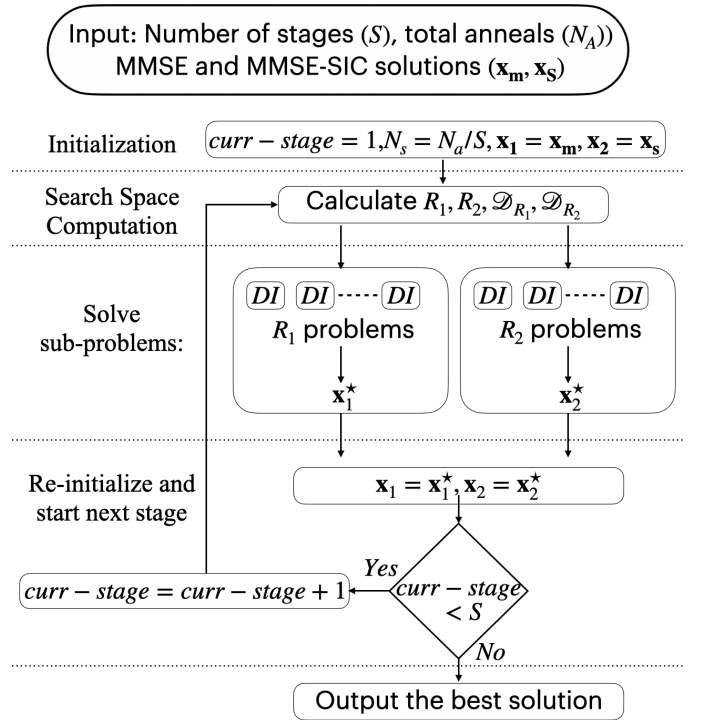 Input: Number of stages (S), total anneals (N_A))
MMSE and MMSE-SIC solutions (x_m, x_S)
Initialization
curr − stage = 1,N_s = N_a/S, x_1 = x_m, x_2 = x_s
Search Space
Computation
Calculate R_1, R_2, 𝒟_{R_1}, 𝒟_{R_2}
Solve
sub-problems:
DI DI ----- DI
R_1 problems
x_1^★
DI DI ----- DI
R_2 problems
x_2^★
Re-initialize and
start next stage
x_1 = x_1^★, x_2 = x_2^★
Yes
curr − stage = curr − stage + 1
curr − stage
< S
No
Output the best solution